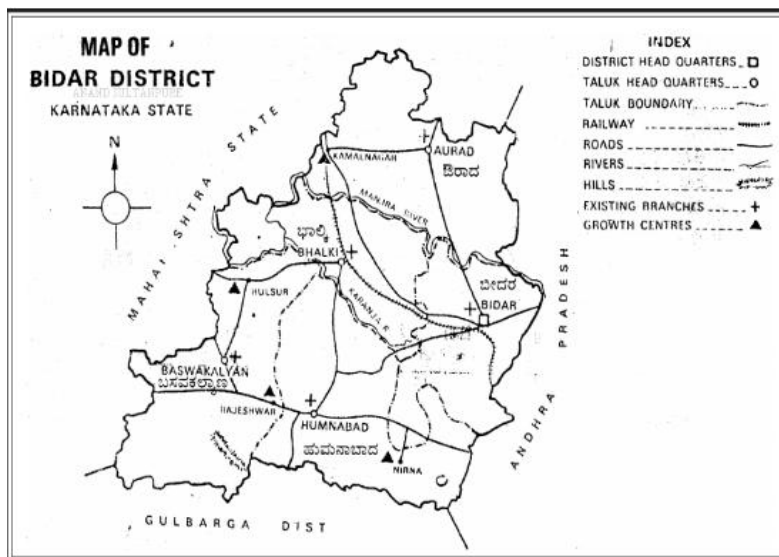 MAP OF
BIDAR DISTRICT
KARNATAKA STATE
N
INDEX
DISTRICT HEAD QUARTERS
TALUK HEAD QUARTERS
TALUK BOUNDARY
RAILWAY
ROADS
RIVERS
HILLS
EXISTING BRANCHES
GROWTH CENTRES
MAHAI SHTRA STATE
KAMALNAGAR
AURAD
ಔರಾದ
MANJRA RIVER
ಭಾಲ್ಕಿ
BHALKI
HULSUR
KARANJA R
ಬೀದರ
BIDAR
ANDHRA PRADESH
BASWAKALYAN
ಬಸವಕಲ್ಯಾಣ
RAJESHWAR
HUMNABAD
ಹುಮನಾಬಾದ
NIRNA
GULBARGA DIST